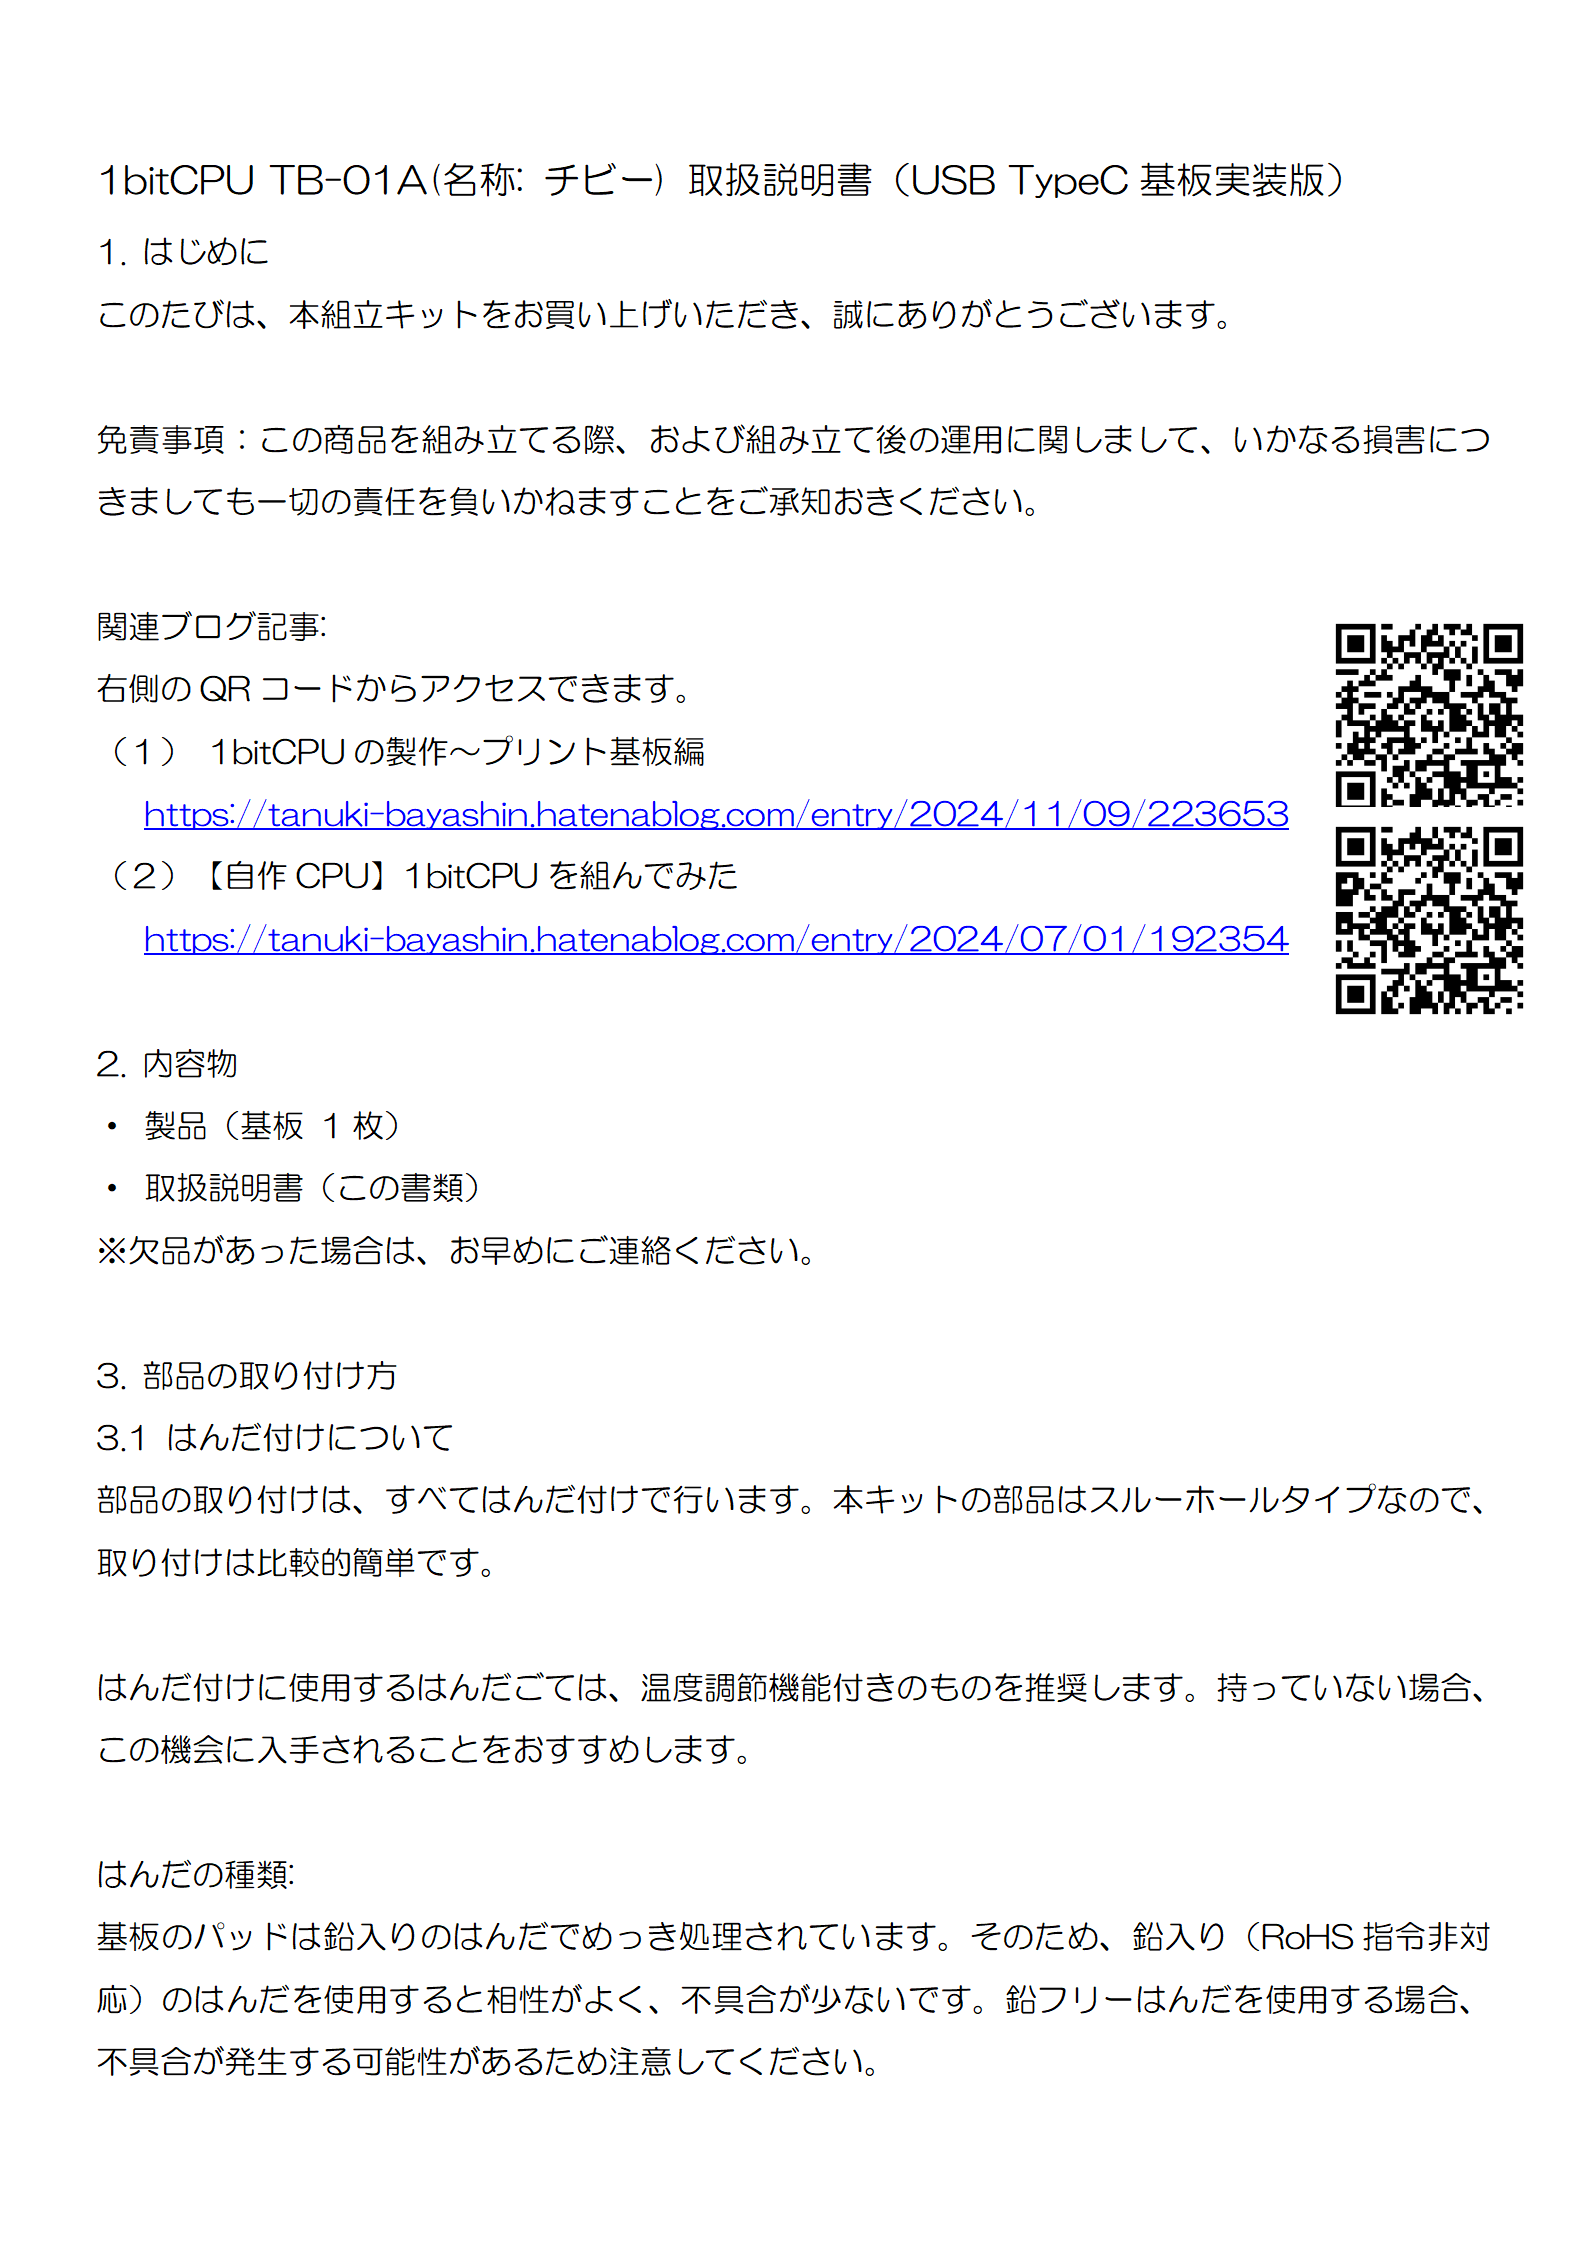 1bitCPU TB-01A(名称: チビー) 取扱説明書（USB TypeC 基板実装版）
1. はじめに
このたびは、本組立キットをお買い上げいただき、誠にありがとうございます。
免責事項：この商品を組み立てる際、および組み立て後の運用に関しまして、いかなる損害につ
きましても一切の責任を負いかねますことをご承知おきください。
関連ブログ記事:
右側の QR コードからアクセスできます。
（１） 1bitCPU の製作～プリント基板編
https://tanuki-bayashin.hatenablog.com/entry/2024/11/09/223653
（２）【自作 CPU】1bitCPU を組んでみた
https://tanuki-bayashin.hatenablog.com/entry/2024/07/01/192354
2. 内容物
・ 製品（基板 1 枚）
・ 取扱説明書（この書類）
※欠品があった場合は、お早めにご連絡ください。
3. 部品の取り付け方
3.1 はんだ付けについて
部品の取り付けは、すべてはんだ付けで行います。本キットの部品はスルーホールタイプなので、
取り付けは比較的簡単です。
はんだ付けに使用するはんだごては、温度調節機能付きのものを推奨します。持っていない場合、
この機会に入手されることをおすすめします。
はんだの種類:
基板のパッドは鉛入りのはんだでめっき処理されています。そのため、鉛入り（RoHS 指令非対
応）のはんだを使用すると相性がよく、不具合が少ないです。鉛フリーはんだを使用する場合、
不具合が発生する可能性があるため注意してください。